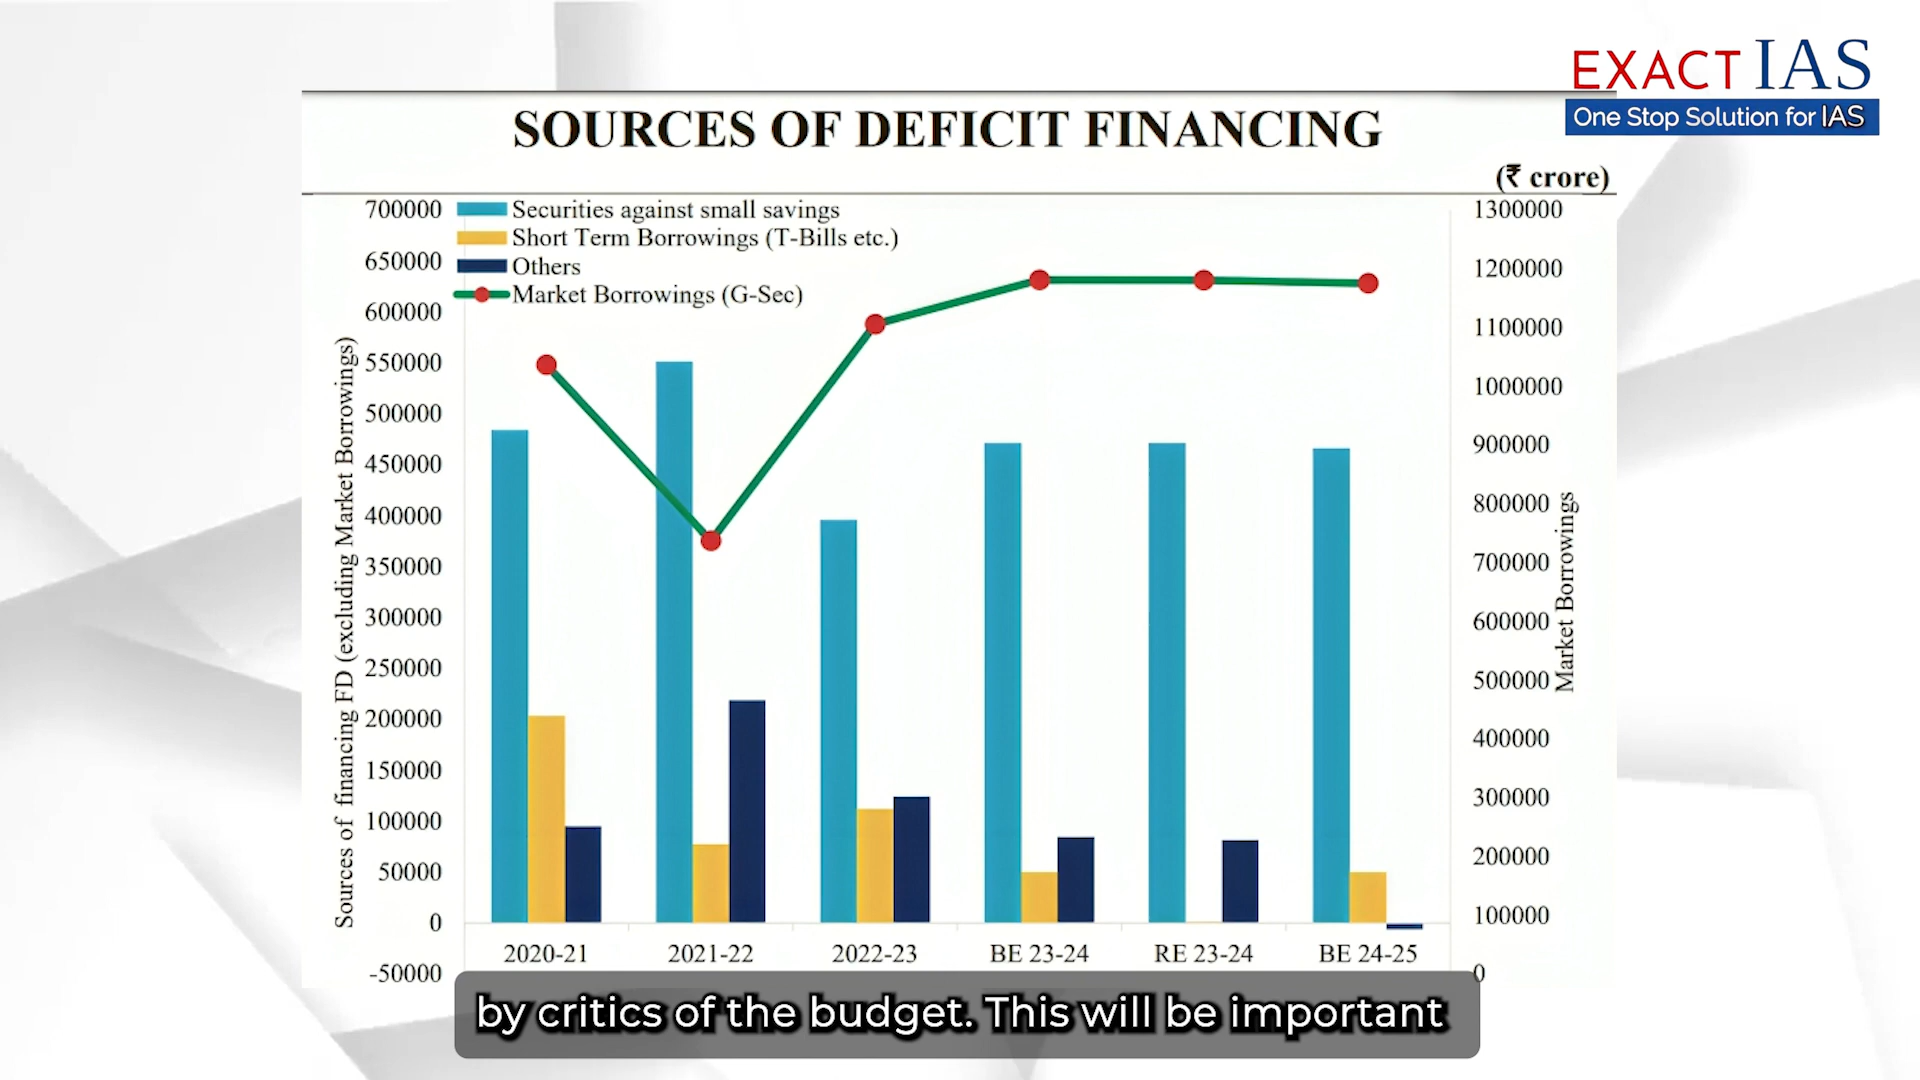 EXACT IAS
One Stop Solution for IAS
SOURCES OF DEFICIT FINANCING
(₹ crore)
Securities against small savings
Short Term Borrowings (T-Bills etc.)
Others
Market Borrowings (G-Sec)
Sources of financing FD (excluding Market Borrowings)
700000
650000
600000
550000
500000
450000
400000
350000
300000
250000
200000
150000
100000
50000
0
-50000
1300000
1200000
1100000
1000000
900000
800000
700000
600000
500000
400000
300000
200000
100000
0
Market Borrowings
2020-21
2021-22
2022-23
BE 23-24
RE 23-24
BE 24-25
by critics of the budget. This will be important